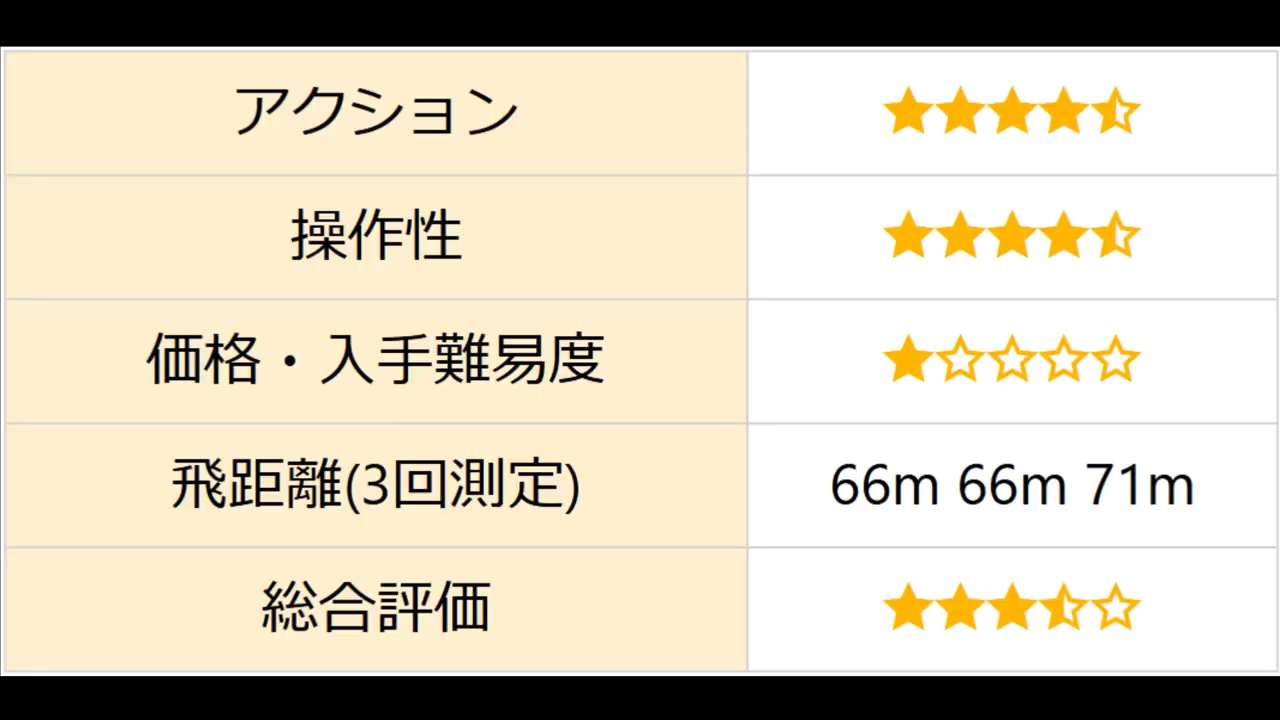 アクション
操作性
価格・入手難易度
飛距離(3回測定) 66m 66m 71m
総合評価